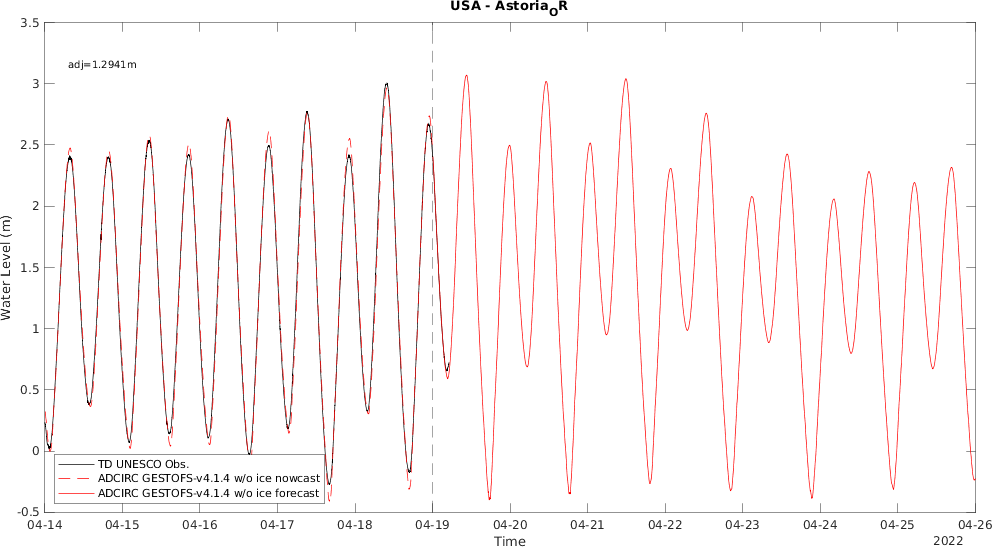 USA - Astoria_OR
3.5
adj=1.2941m
3
2.5
2
1.5
1
0.5
0
-0.5
Water Level (m)
TD UNESCO Obs.
ADCIRC GESTOFS-v4.1.4 w/o ice nowcast
ADCIRC GESTOFS-v4.1.4 w/o ice forecast
04-14 04-15 04-16 04-17 04-18 04-19 04-20 04-21 04-22 04-23 04-24 04-25 04-26
Time
2022